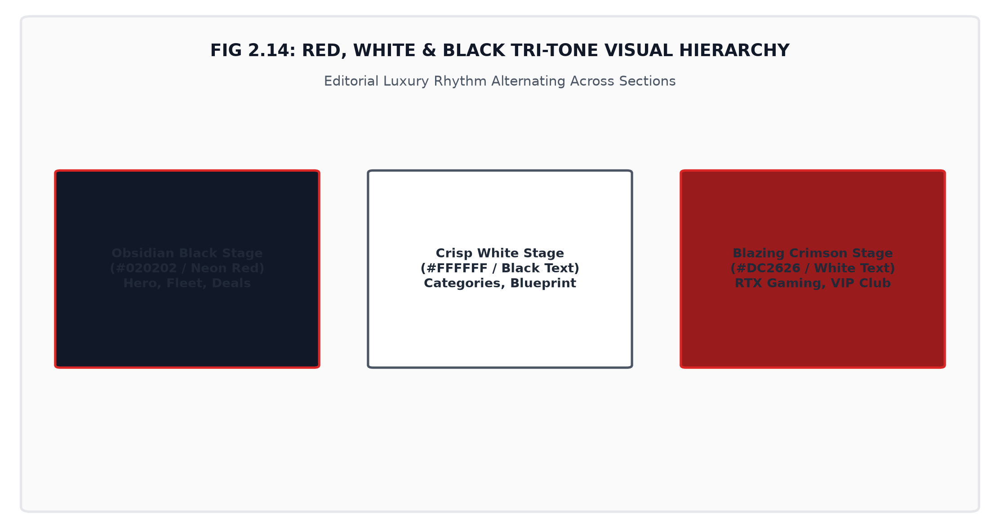 FIG 2.14: RED, WHITE & BLACK TRI-TONE VISUAL HIERARCHY
Editorial Luxury Rhythm Alternating Across Sections
Obsidian Black Stage
(#020202 / Neon Red)
Hero, Fleet, Deals
Crisp White Stage
(#FFFFFF / Black Text)
Categories, Blueprint
Blazing Crimson Stage
(#DC2626 / White Text)
RTX Gaming, VIP Club